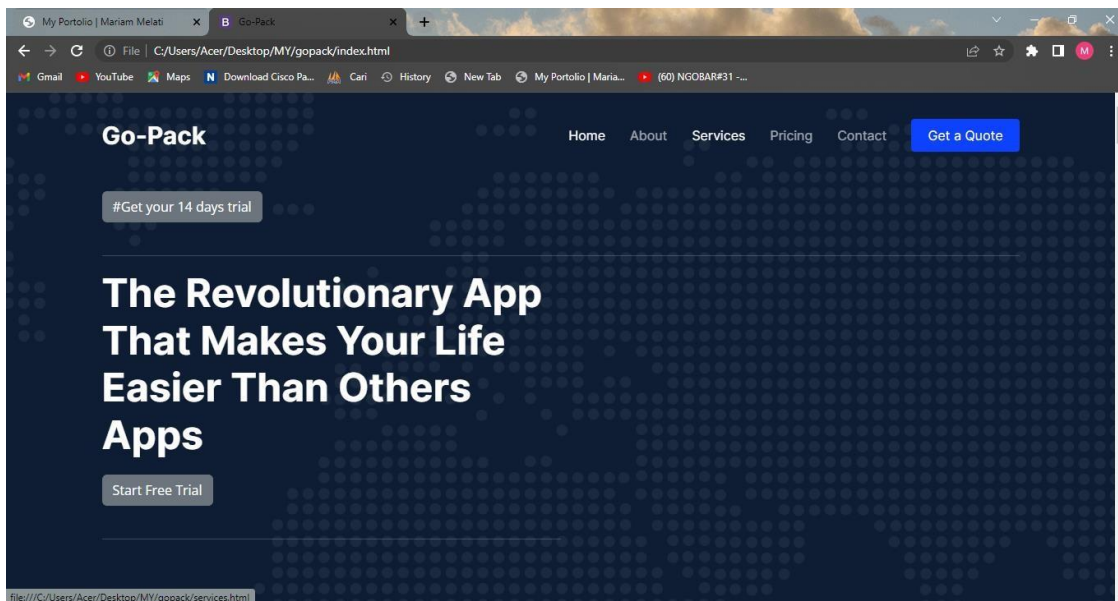 My Portolio | Mariam Melati
Go-Pack
File | C:/Users/Acer/Desktop/MY/gopack/index.html
M
Gmail YouTube Maps Download Cisco Pa... Cari History New Tab My Portolio | Maria... (60) NGOBAR#31 -...
Go-Pack
Home About Services Pricing Contact Get a Quote
#Get your 14 days trial
The Revolutionary App
That Makes Your Life
Easier Than Others
Apps
Start Free Trial
file:///C:/Users/Acer/Desktop/MY/gopack/services.html